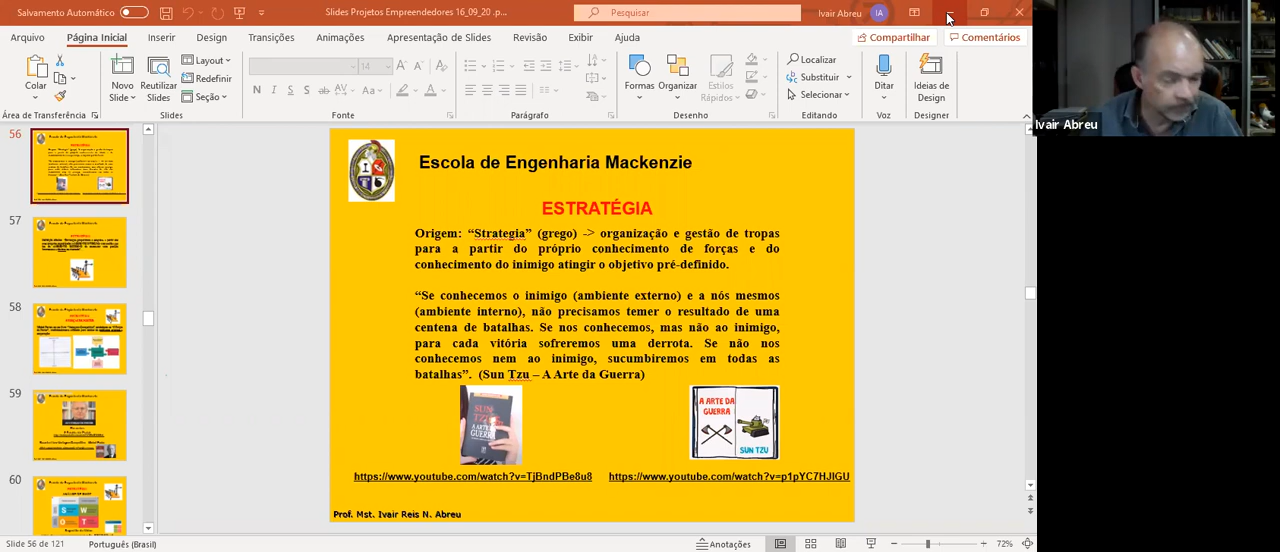 Salvamento Automático
Slides Projetos Empreendedores 16_09_20 .p...
Pesquisar
Ivair Abreu
IA
Arquivo
Página Inicial
Inserir
Design
Transições
Animações
Apresentação de Slides
Revisão
Exibir
Ajuda
Compartilhar
Comentários
Colar
Novo
Slide
Reutilizar
Slides
Layout
Redefinir
Seção
14
N
I
S
Aa
Formas
Organizar
Estilos
Rápidos
Localizar
Substituir
Selecionar
Ditar
Ideias de
Design
Área de Transferência
Slides
Fonte
Parágrafo
Desenho
Edição
Voz
Designer
Ivair Abreu
56
57
58
59
60
Escola de Engenharia Mackenzie
ESTRATÉGIA
Origem: “Strategia” (grego) -> organização e gestão de tropas
para a partir do próprio conhecimento de forças e do
conhecimento do inimigo atingir o objetivo pré-definido.
“Se conhecemos o inimigo (ambiente externo) e a nós mesmos
(ambiente interno), não precisamos temer o resultado de uma
centena de batalhas. Se nos conhecemos, mas não ao inimigo,
para cada vitória sofreremos uma derrota. Se não nos
conhecemos nem ao inimigo, sucumbiremos em todas as
batalhas”. (Sun Tzu – A Arte da Guerra)
SUN
TZU
A ARTE
GUERRA
A ARTE DA
GUERRA
SUN TZU
https://www.youtube.com/watch?v=TjBndPBe8u8
https://www.youtube.com/watch?v=p1pYC7HJIGU
Prof. Mst. Ivair Reis N. Abreu
Slide 56 de 121
Português (Brasil)
Anotações
72%